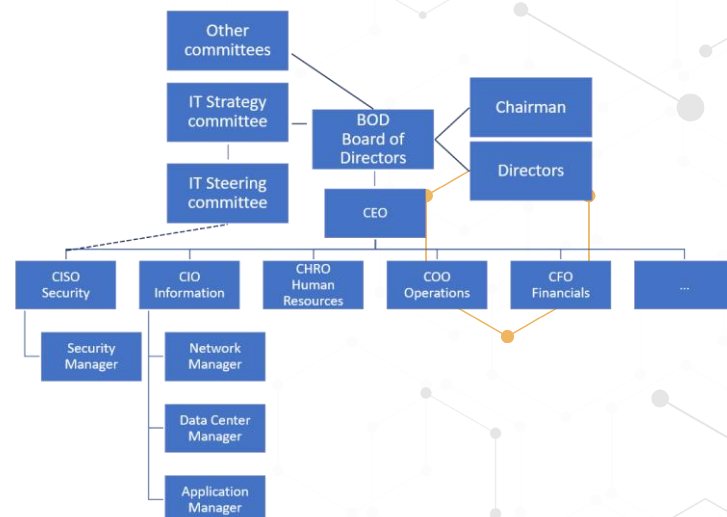 Other
committees
IT Strategy
committee
BOD
Board of
Directors
Chairman
Directors
IT Steering
committee
CEO
CISO
Security
CIO
Information
CHRO
Human
Resources
COO
Operations
CFO
Financials
...
Security
Manager
Network
Manager
Data Center
Manager
Application
Manager